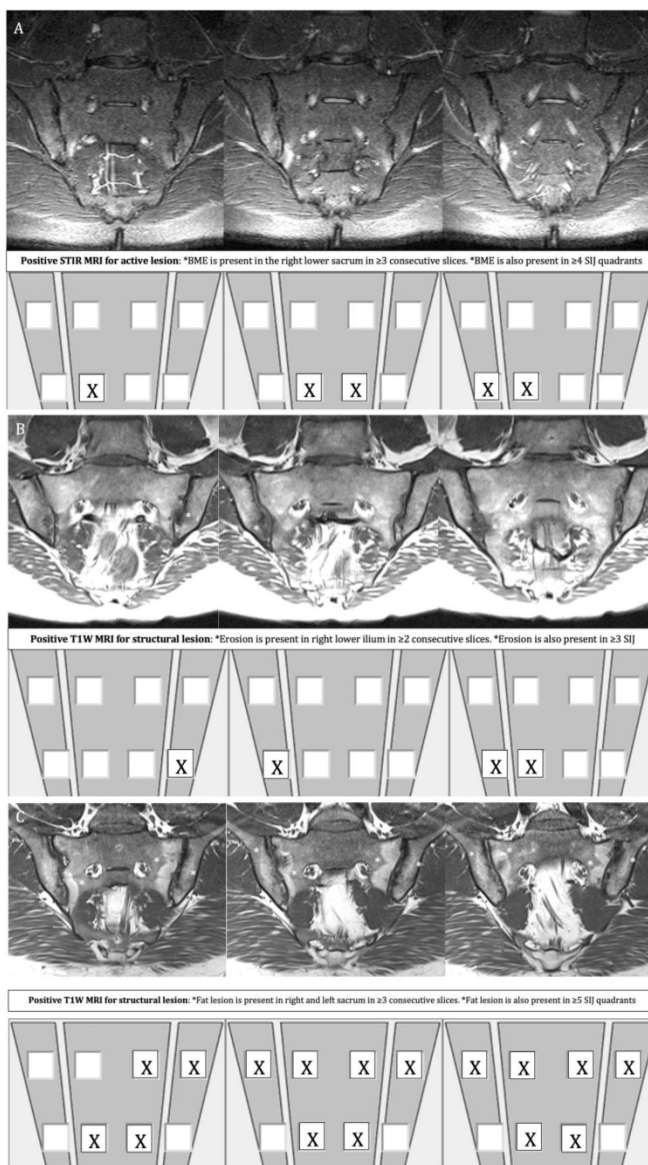 A
Positive STIR MRI for active lesion: *BME is present in the right lower sacrum in ≥3 consecutive slices. *BME is also present in ≥4 SIJ quadrants
X X X X X
B
Positive T1W MRI for structural lesion: *Erosion is present in right lower ilium in ≥2 consecutive slices. *Erosion is also present in ≥3 SIJ
X X X X
C
Positive T1W MRI for structural lesion: *Fat lesion is present in right and left sacrum in ≥3 consecutive slices. *Fat lesion is also present in ≥5 SIJ quadrants
X X X X X X X X X X
X X X X X X